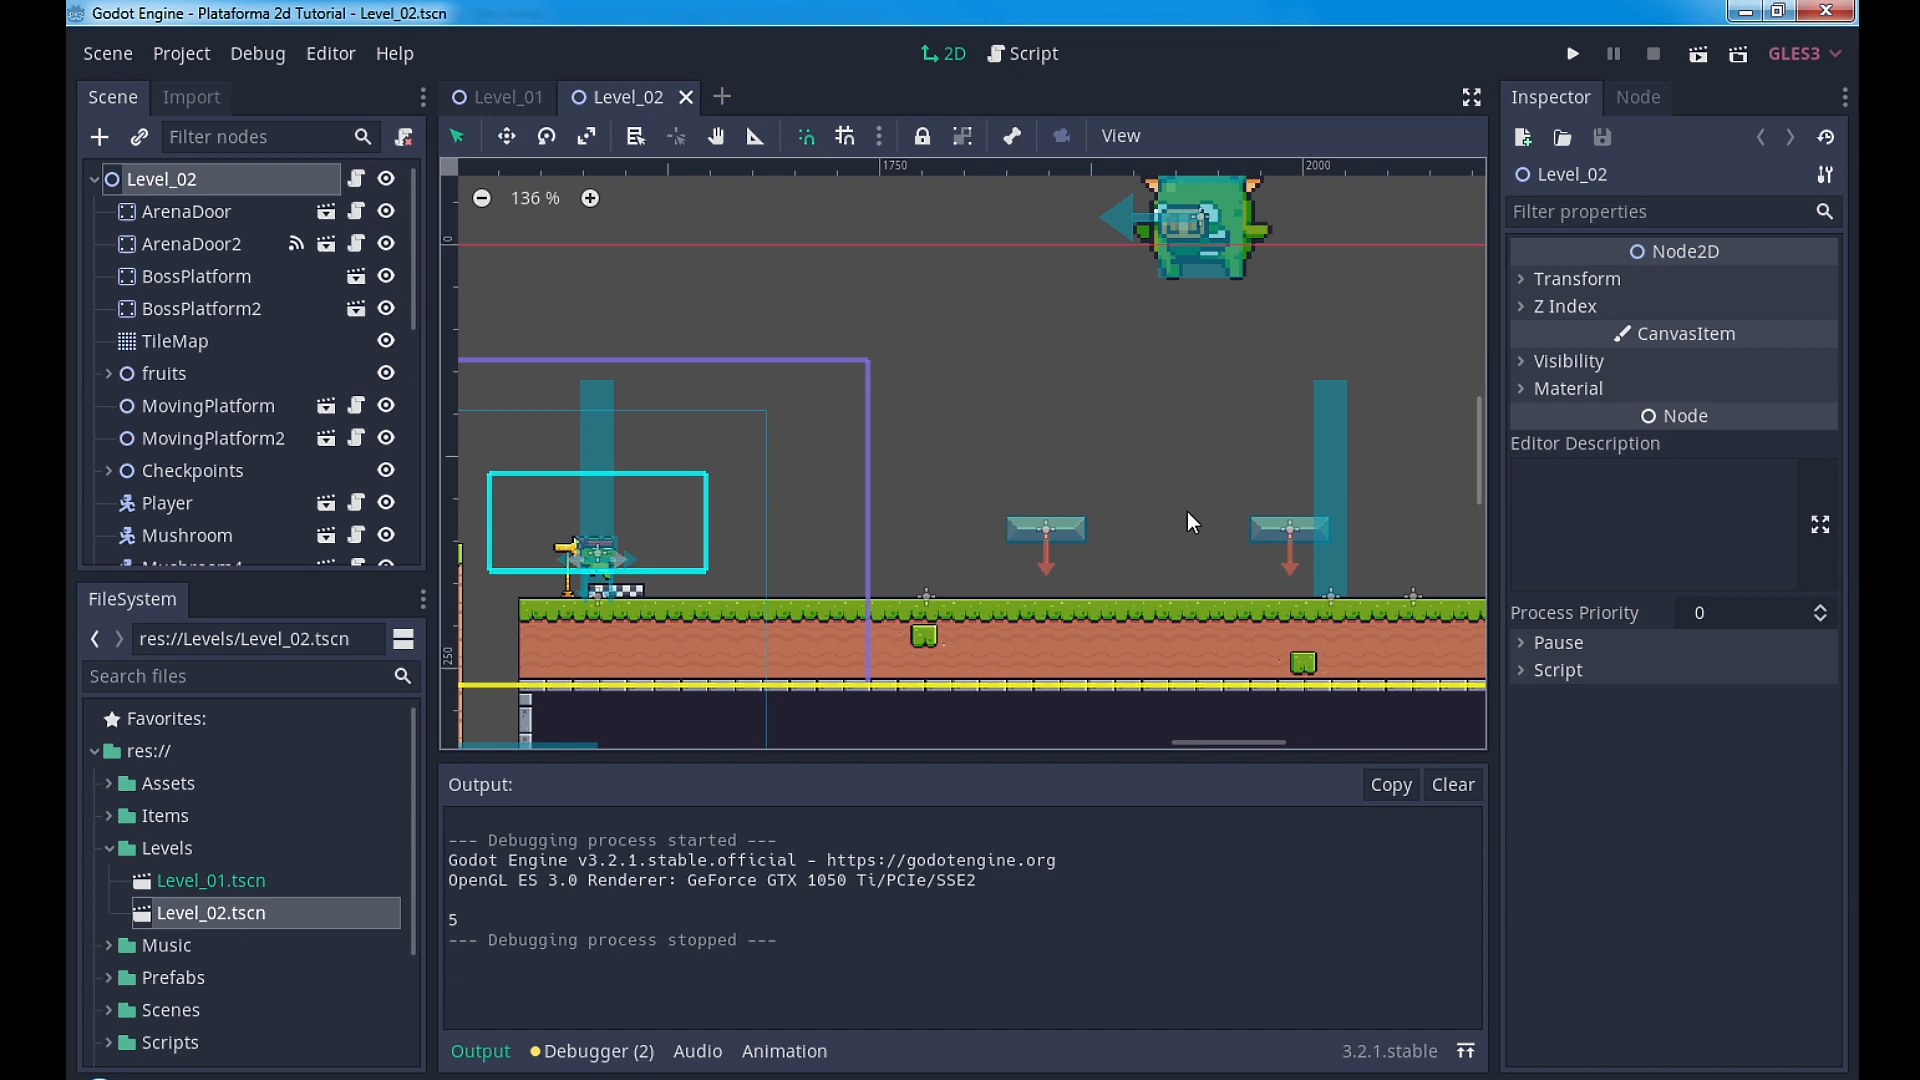 Godot Engine - Plataforma 2d Tutorial - Level_02.tscn
Scene Project Debug Editor Help
2D Script
GLES3
Scene Import
Level_01 Level_02
Inspector Node
Filter nodes
View
Level_02
ArenaDoor
ArenaDoor2
BossPlatform
BossPlatform2
TileMap
fruits
MovingPlatform
MovingPlatform2
Checkpoints
Player
Mushroom
1750 2000
136 %
0
250
Level_02
Filter properties
Node2D
Transform
Z Index
CanvasItem
Visibility
Material
Node
Editor Description
Process Priority 0
Pause
Script
FileSystem
res://Levels/Level_02.tscn
Search files
Favorites:
res://
Assets
Items
Levels
Level_01.tscn
Level_02.tscn
Music
Prefabs
Scenes
Scripts
Output: Copy Clear
--- Debugging process started ---
Godot Engine v3.2.1.stable.official - https://godotengine.org
OpenGL ES 3.0 Renderer: GeForce GTX 1050 Ti/PCIe/SSE2
5
--- Debugging process stopped ---
Output Debugger (2) Audio Animation 3.2.1.stable